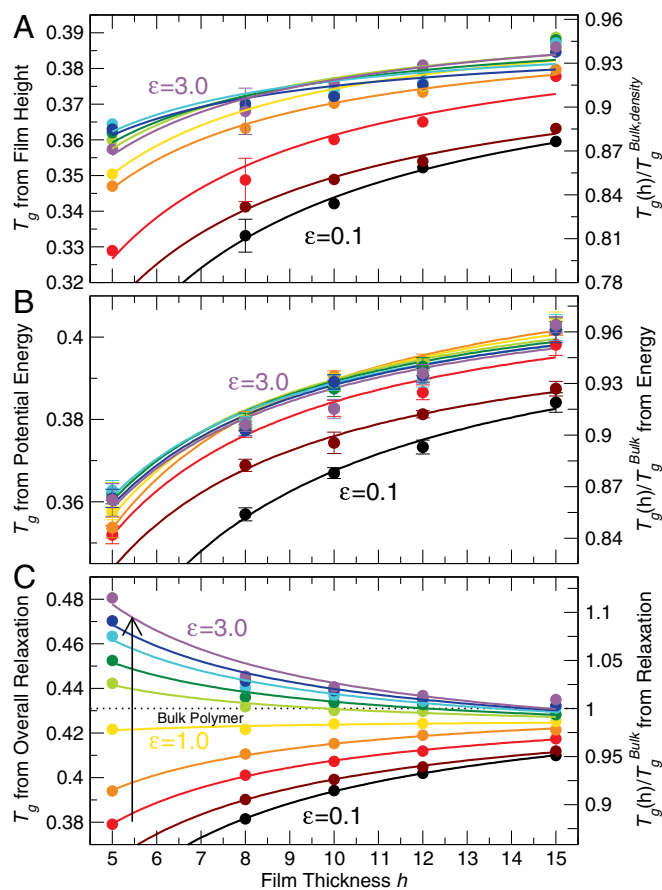 A
0.39
0.38
0.37
0.36
0.35
0.34
0.33
0.32
T_g from Film Height
ε=3.0
ε=0.1
0.96
0.93
0.9
0.87
0.84
0.81
0.78
T_g(h)/T_g^{Bulk,density}
B
0.4
0.38
0.36
T_g from Potential Energy
ε=3.0
ε=0.1
0.96
0.93
0.9
0.87
0.84
T_g(h)/T_g^{Bulk} from Energy
C
0.48
0.46
0.44
0.42
0.4
0.38
T_g from Overall Relaxation
ε=3.0
Bulk Polymer
ε=1.0
ε=0.1
1.1
1.05
1
0.95
0.9
T_g(h)/T_g^{Bulk} from Relaxation
5 6 7 8 9 10 11 12 13 14 15
Film Thickness h